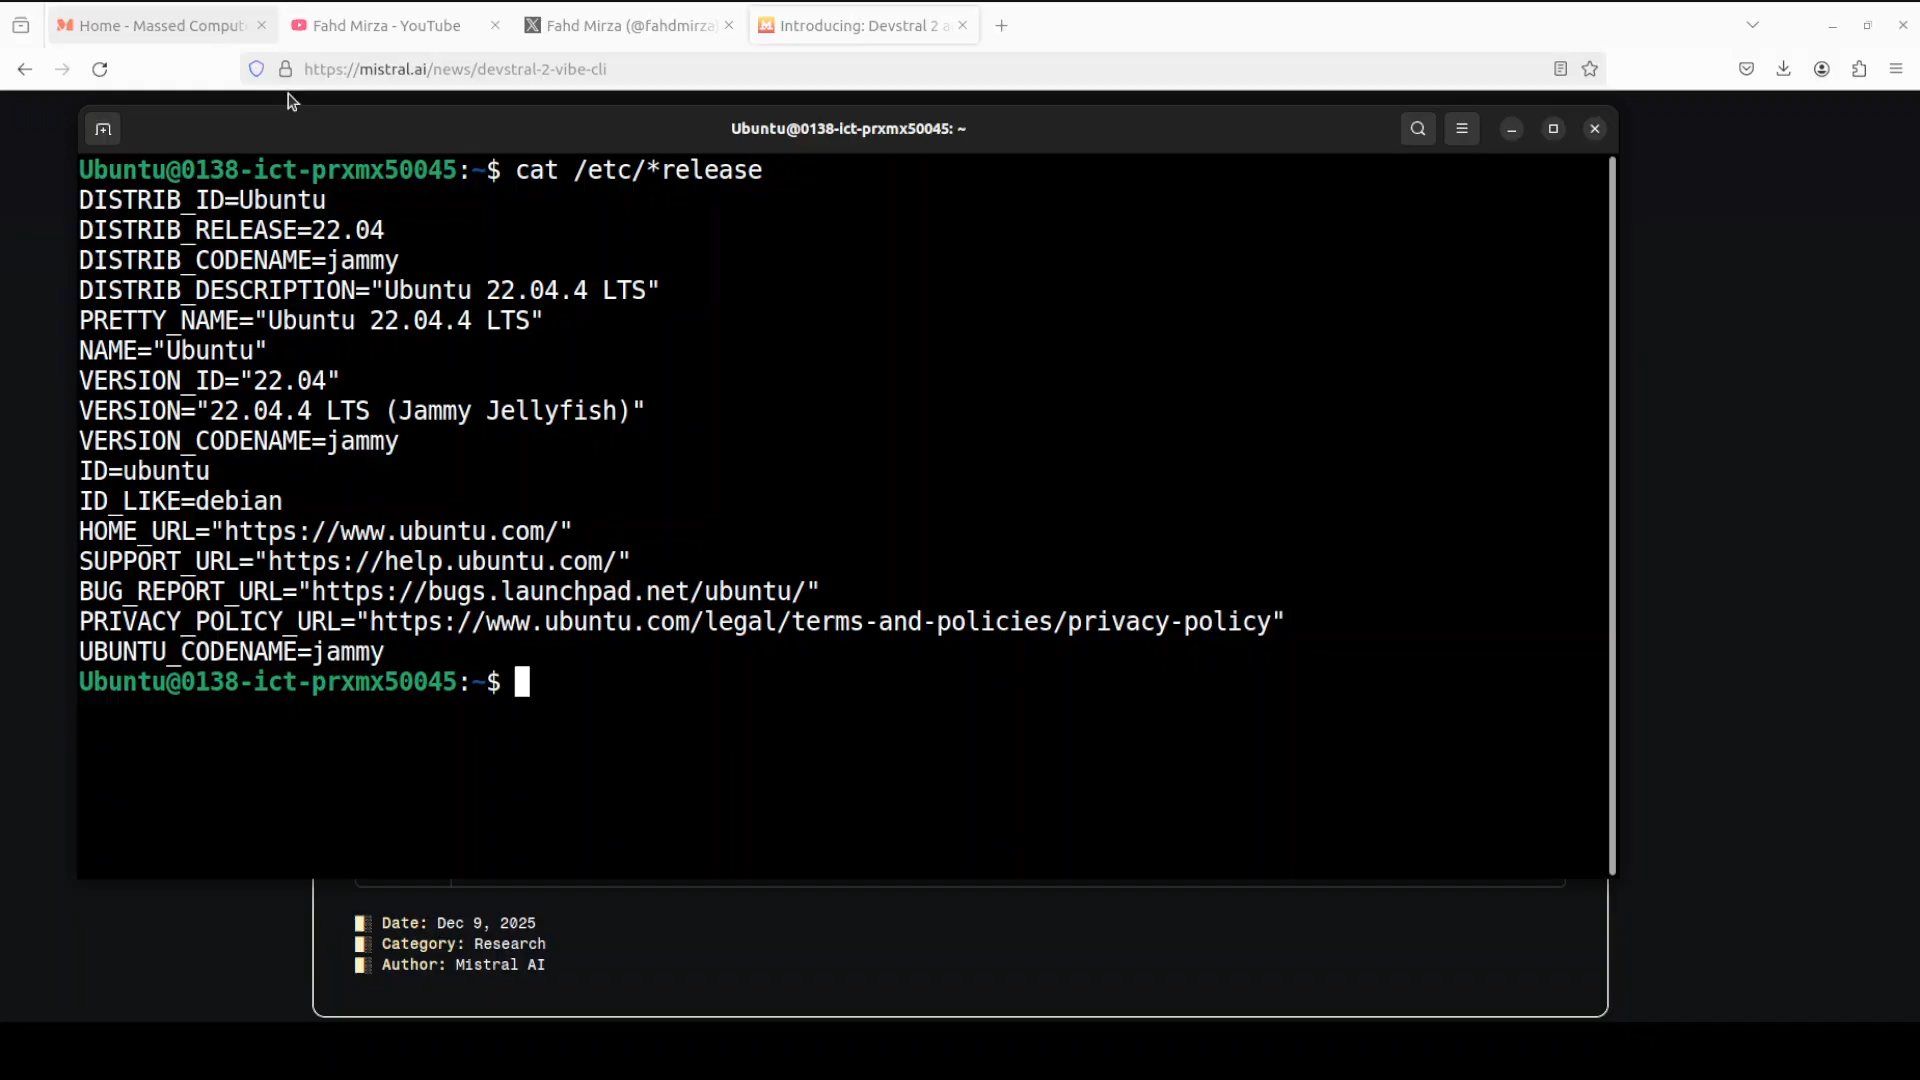 Home - Massed Comput
Fahd Mirza - YouTube
Fahd Mirza (@fahdmirza)
Introducing: Devstral 2 a
https://mistral.ai/news/devstral-2-vibe-cli
Ubuntu@0138-ict-prxmx50045: ~
Ubuntu@0138-ict-prxmx50045:~$ cat /etc/*release
DISTRIB_ID=Ubuntu
DISTRIB_RELEASE=22.04
DISTRIB_CODENAME=jammy
DISTRIB_DESCRIPTION="Ubuntu 22.04.4 LTS"
PRETTY_NAME="Ubuntu 22.04.4 LTS"
NAME="Ubuntu"
VERSION_ID="22.04"
VERSION="22.04.4 LTS (Jammy Jellyfish)"
VERSION_CODENAME=jammy
ID=ubuntu
ID_LIKE=debian
HOME_URL="https://www.ubuntu.com/"
SUPPORT_URL="https://help.ubuntu.com/"
BUG_REPORT_URL="https://bugs.launchpad.net/ubuntu/"
PRIVACY_POLICY_URL="https://www.ubuntu.com/legal/terms-and-policies/privacy-policy"
UBUNTU_CODENAME=jammy
Ubuntu@0138-ict-prxmx50045:~$
Date: Dec 9, 2025
Category: Research
Author: Mistral AI